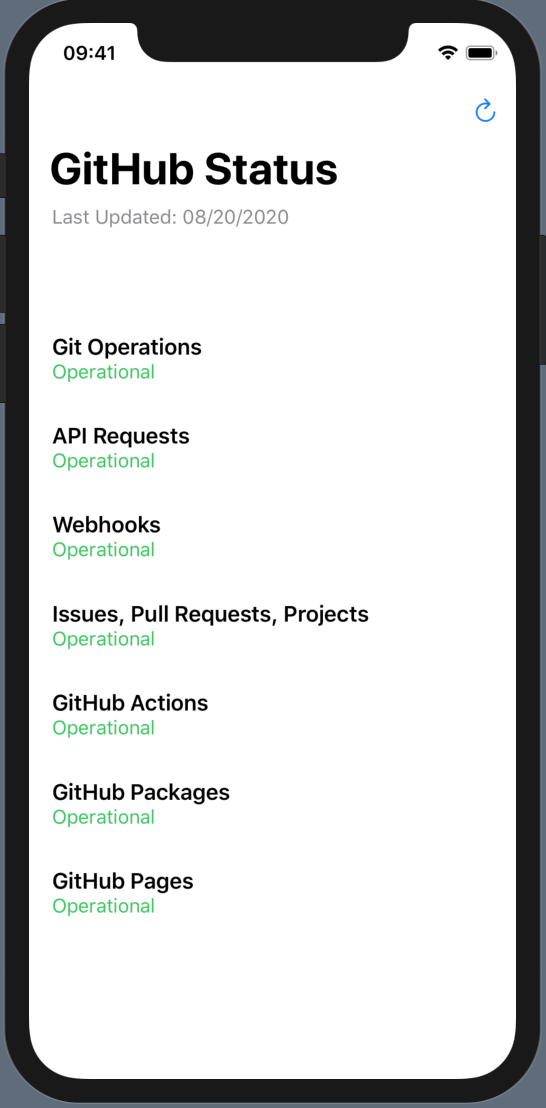 09:41
GitHub Status
Last Updated: 08/20/2020
Git Operations
Operational
API Requests
Operational
Webhooks
Operational
Issues, Pull Requests, Projects
Operational
GitHub Actions
Operational
GitHub Packages
Operational
GitHub Pages
Operational